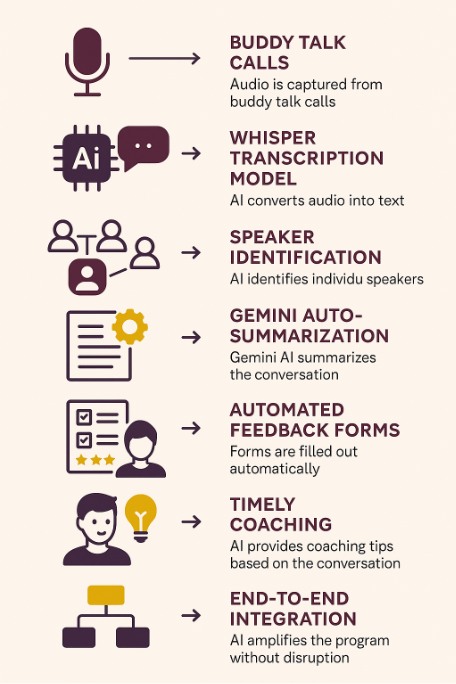 BUDDY TALK
CALLS
Audio is captured from
buddy talk calls
Ai
WHISPER
TRANSCRIPTION
MODEL
AI converts audio into text
SPEAKER
IDENTIFICATION
AI identifies individu speakers
GEMINI AUTO-
SUMMARIZATION
Gemini AI summarizes
the conversation
AUTOMATED
FEEDBACK FORMS
Forms are filled out
automatically
TIMELY
COACHING
AI provides coaching tips
based on the conversation
END-TO-END
INTEGRATION
AI amplifies the program
without disruption